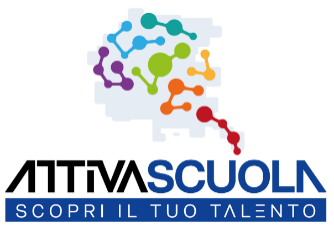 ATTIVASCUOLA
SCOPRI IL TUO TALENTO